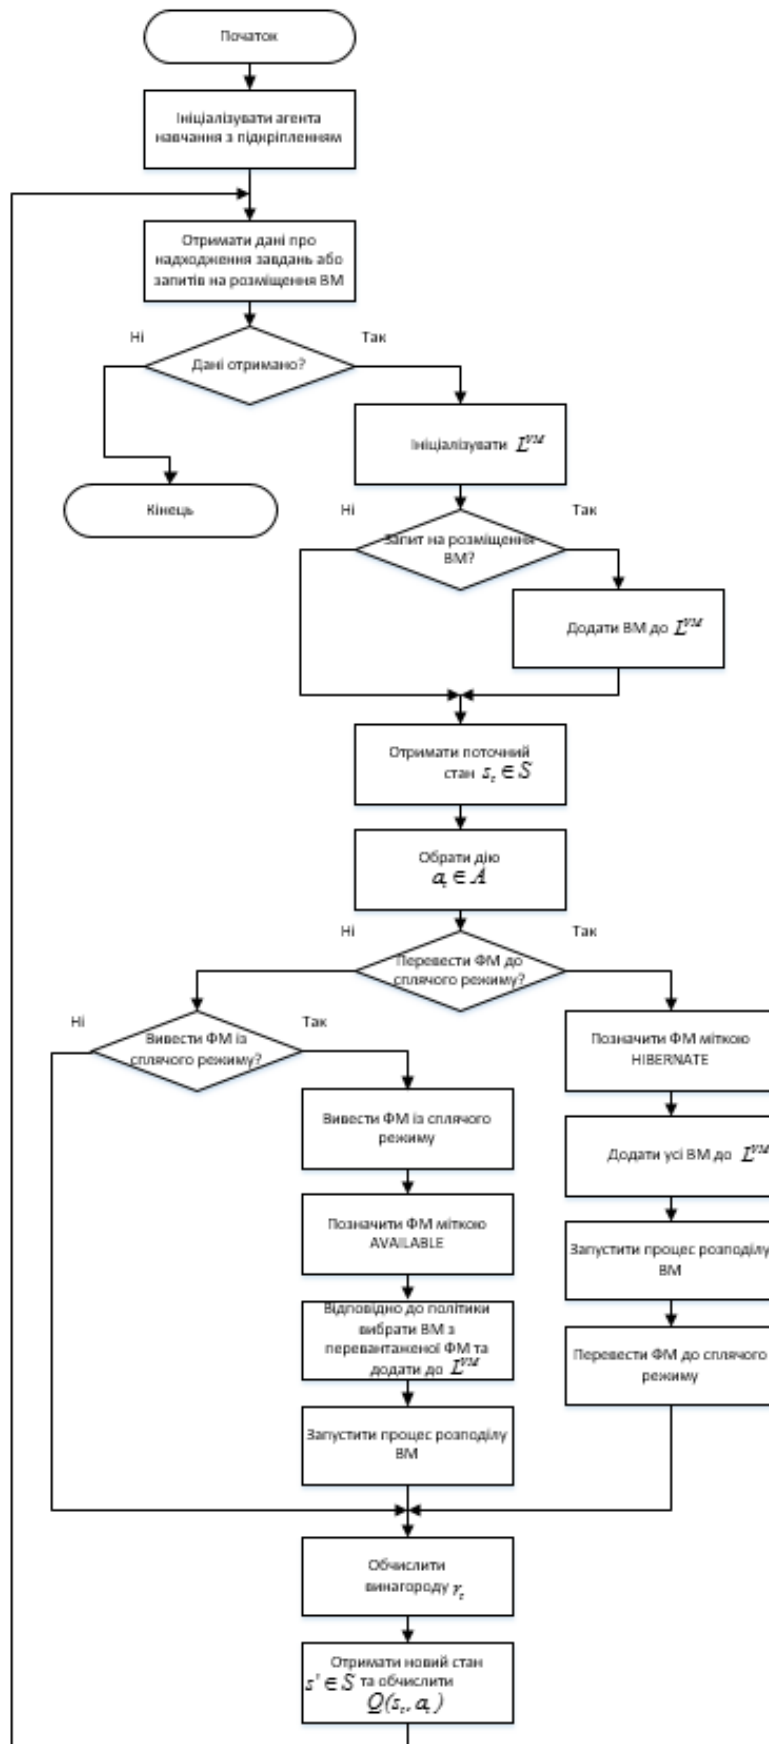 Початок
Ініціалізувати агента
навчання з підкріпленням
Отримати дані про
надходження завдань або
запитів на розміщення ВМ
Ні
Так
Дані отримано?
Ініціалізувати L^VM
Кінець
Ні
Так
Запит на розміщення
ВМ?
Додати ВМ до L^VM
Отримати поточний
стан s_t ∈ S
Обрати дію
a_t ∈ A
Ні
Так
Перевести ФМ до
сплячого режиму?
Ні
Так
Вивести ФМ із
сплячого режиму?
Позначити ФМ міткою
HIBERNATE
Вивести ФМ із сплячого
режиму
Додати усі ВМ до L^VM
Позначити ФМ міткою
AVAILABLE
Запустити процес розподілу
ВМ
Відповідно до політики
вибрати ВМ з
перевантаженої ФМ та
додати до L^VM
Перевести ФМ до сплячого
режиму
Запустити процес розподілу
ВМ
Обчислити
винагороду r_t
Отримати новий стан
s' ∈ S та обчислити
Q(s_t, a_t)